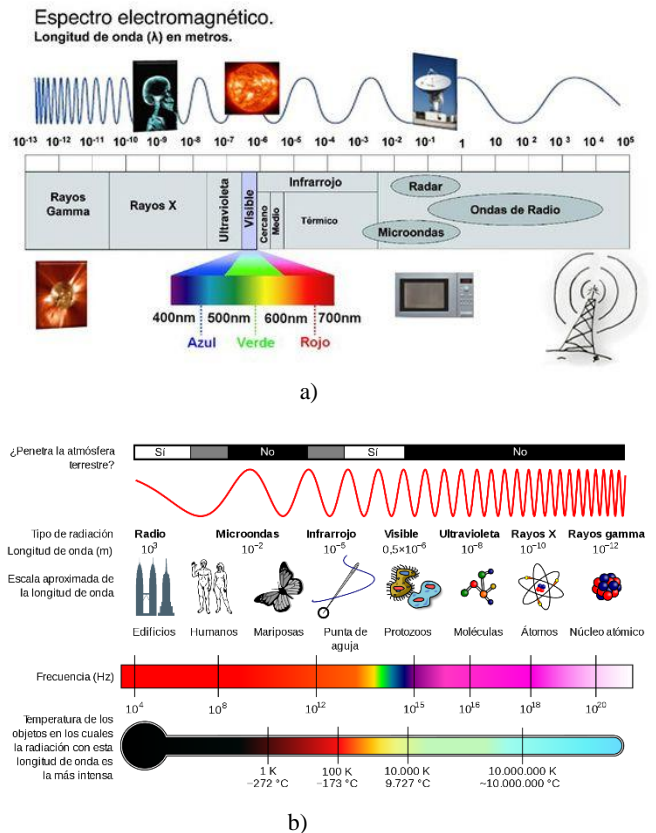 Espectro electromagnético.
Longitud de onda (λ) en metros.
10⁻¹³ 10⁻¹² 10⁻¹¹ 10⁻¹⁰ 10⁻⁹ 10⁻⁸ 10⁻⁷ 10⁻⁶ 10⁻⁵ 10⁻⁴ 10⁻³ 10⁻² 10⁻¹ 1 10 10² 10³ 10⁴ 10⁵
Rayos Gamma
Rayos X
Ultravioleta
Visible
Infrarrojo
Cercano
Medio
Térmico
Radar
Ondas de Radio
Microondas
400nm 500nm 600nm 700nm
Azul Verde Rojo
a)
¿Penetra la atmósfera
terrestre?
Sí No Sí No
Tipo de radiación Radio Microondas Infrarrojo Visible Ultravioleta Rayos X Rayos gamma
Longitud de onda (m) 10³ 10⁻² 10⁻⁵ 0,5×10⁻⁶ 10⁻⁸ 10⁻¹⁰ 10⁻¹²
Escala aproximada de
la longitud de onda
Edificios Humanos Mariposas Punta de aguja Protozoos Moléculas Átomos Núcleo atómico
Frecuencia (Hz)
10⁴ 10⁸ 10¹² 10¹⁵ 10¹⁶ 10¹⁸ 10²⁰
Temperatura de los
objetos en los cuales
la radiación con esta
longitud de onda es
la más intensa
1 K 100 K 10.000 K 10.000.000 K
−272 °C −173 °C 9.727 °C ~10.000.000 °C
b)